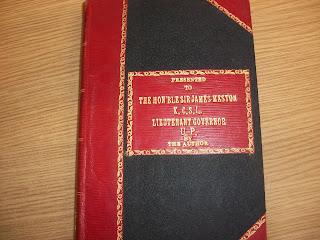 PRESENTED
TO
THE HON'BLE SIR JAMES MESTON
K.C.S.I.
LIEUTENANT GOVERNOR
U.P.
BY
THE AUTHOR